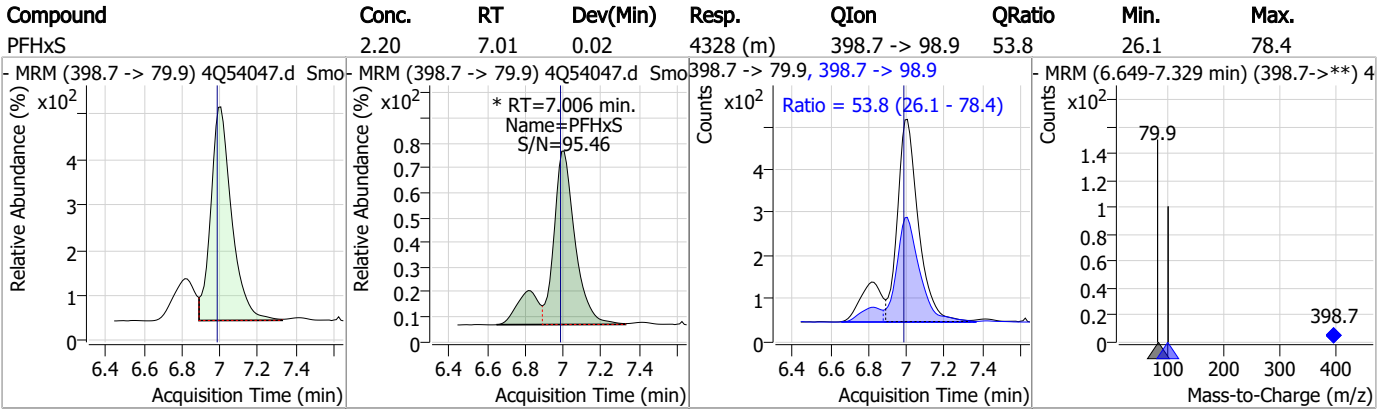 Compound Conc. RT Dev(Min) Resp. QIon QRatio Min. Max.
PFHxS 2.20 7.01 0.02 4328 (m) 398.7 -> 98.9 53.8 26.1 78.4
- MRM (398.7 -> 79.9) 4Q54047.d Smo
x10²
Relative Abundance (%)
4
3
2
1
0
6.4 6.6 6.8 7 7.2 7.4
Acquisition Time (min)
- MRM (398.7 -> 79.9) 4Q54047.d Smo
x10²
* RT=7.006 min.
Name=PFHxS
S/N=95.46
Relative Abundance (%)
0.8
0.7
0.6
0.5
0.4
0.3
0.2
0.1
0
6.4 6.6 6.8 7 7.2 7.4
Acquisition Time (min)
398.7 -> 79.9, 398.7 -> 98.9
x10²
Ratio = 53.8 (26.1 - 78.4)
Counts
4
3
2
1
0
6.4 6.6 6.8 7 7.2 7.4
Acquisition Time (min)
- MRM (6.649-7.329 min) (398.7->**) 4
x10²
Counts
79.9
1.4
1.2
1
0.8
0.6
0.4
0.2
0
398.7
100 200 300 400
Mass-to-Charge (m/z)